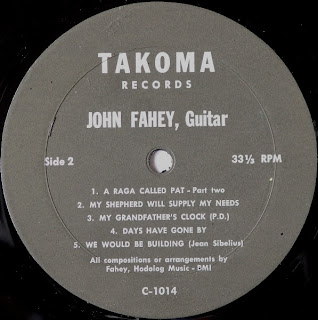 TAKOMA
RECORDS
JOHN FAHEY, Guitar
Side 2 33⅓ RPM
1. A RAGA CALLED PAT - Part two
2. MY SHEPHERD WILL SUPPLY MY NEEDS
3. MY GRANDFATHER'S CLOCK (P.D.)
4. DAYS HAVE GONE BY
5. WE WOULD BE BUILDING (Jean Sibelius)
All compositions or arrangements by
Fahey, Hodolog Music - BMI
C-1014